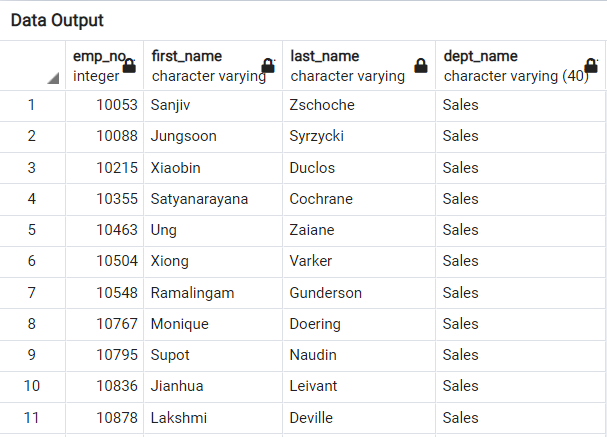 Data Output
emp_no first_name last_name dept_name
integer character varying character varying character varying (40)
1 10053 Sanjiv Zschoche Sales
2 10088 Jungsoon Syrzycki Sales
3 10215 Xiaobin Duclos Sales
4 10355 Satyanarayana Cochrane Sales
5 10463 Ung Zaiane Sales
6 10504 Xiong Varker Sales
7 10548 Ramalingam Gunderson Sales
8 10767 Monique Doering Sales
9 10795 Supot Naudin Sales
10 10836 Jianhua Leivant Sales
11 10878 Lakshmi Deville Sales